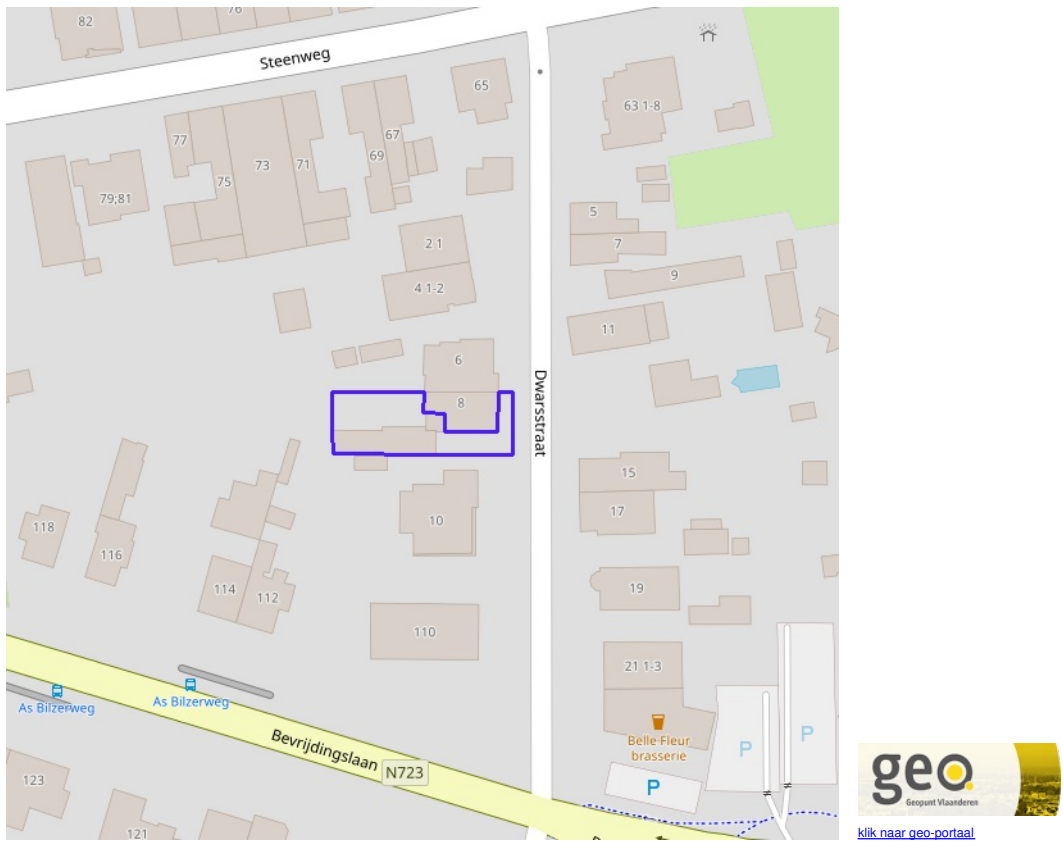 82
76
Steenweg
65
63 1-8
77
67
69
73
71
75
79;81
5
2 1
7
9
4 1-2
11
6
8
Dwarsstraat
15
17
10
118
116
114
112
19
110
21 1-3
As Bilzerweg
As Bilzerweg
Belle Fleur
brasserie
P
P
P
Bevrijdingslaan
N723
123
121
geo.
Geopunt Vlaanderen
klik naar geo-portaal